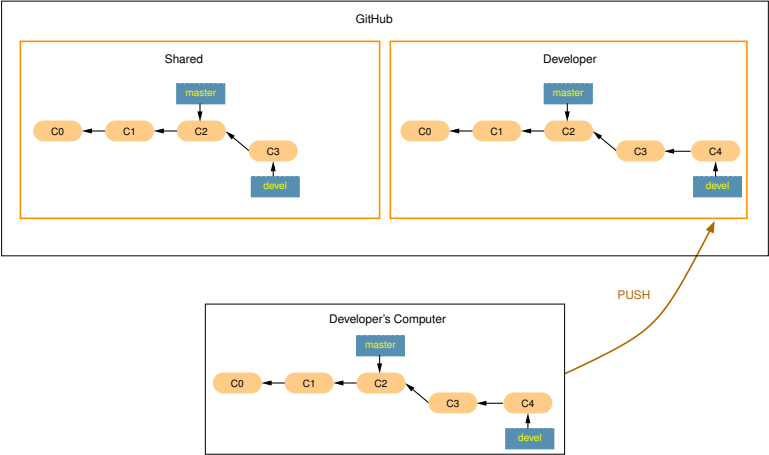 GitHub
Shared
master
C0
C1
C2
C3
devel
Developer
master
C0
C1
C2
C3
C4
devel
PUSH
Developer's Computer
master
C0
C1
C2
C3
C4
devel